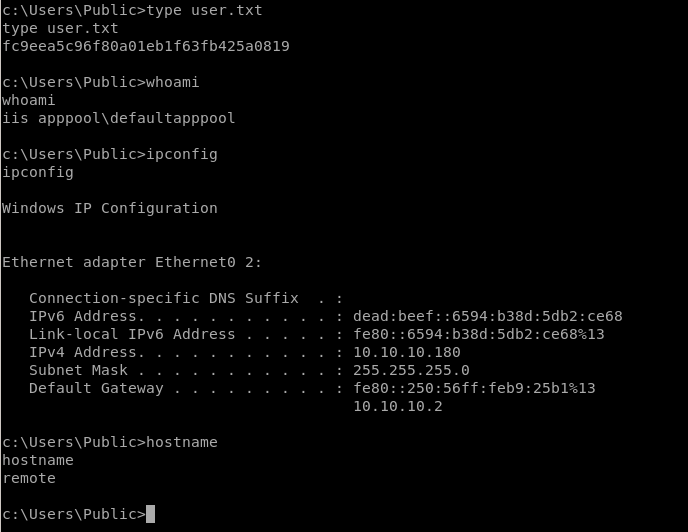 c:\Users\Public>type user.txt
type user.txt
fc9eea5c96f80a01eb1f63fb425a0819
c:\Users\Public>whoami
whoami
iis apppool\defaultapppool
c:\Users\Public>ipconfig
ipconfig
Windows IP Configuration
Ethernet adapter Ethernet0 2:
   Connection-specific DNS Suffix  . :
   IPv6 Address. . . . . . . . . . . : dead:beef::6594:b38d:5db2:ce68
   Link-local IPv6 Address . . . . . : fe80::6594:b38d:5db2:ce68%13
   IPv4 Address. . . . . . . . . . . : 10.10.10.180
   Subnet Mask . . . . . . . . . . . : 255.255.255.0
   Default Gateway . . . . . . . . . : fe80::250:56ff:feb9:25b1%13
                                       10.10.10.2
c:\Users\Public>hostname
hostname
remote
c:\Users\Public>